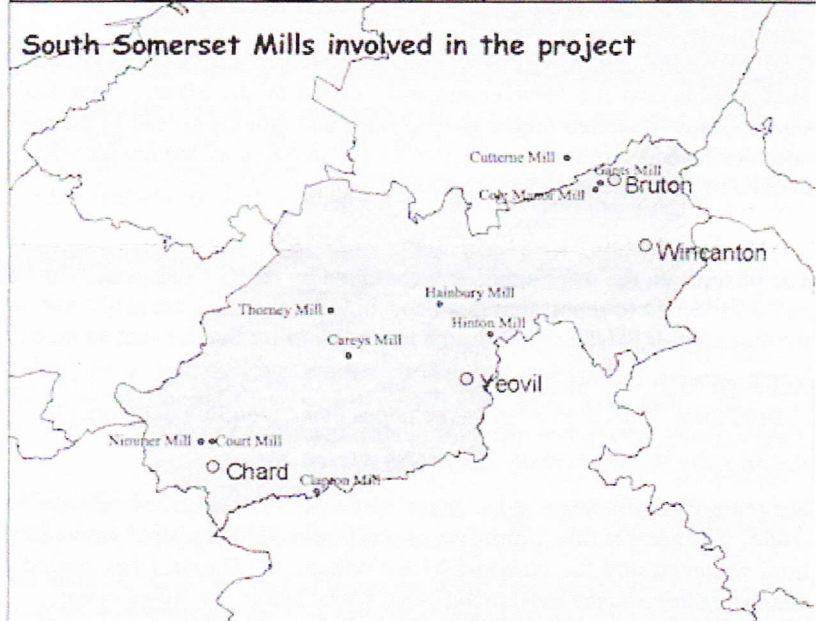 South Somerset Mills involved in the project
Cutterne Mill
Gants Mill
Bruton
Cole Manor Mill
Wincanton
Hainbury Mill
Thorney Mill
Hinton Mill
Careys Mill
Yeovil
Nimmer Mill
Court Mill
Chard
Clapton Mill